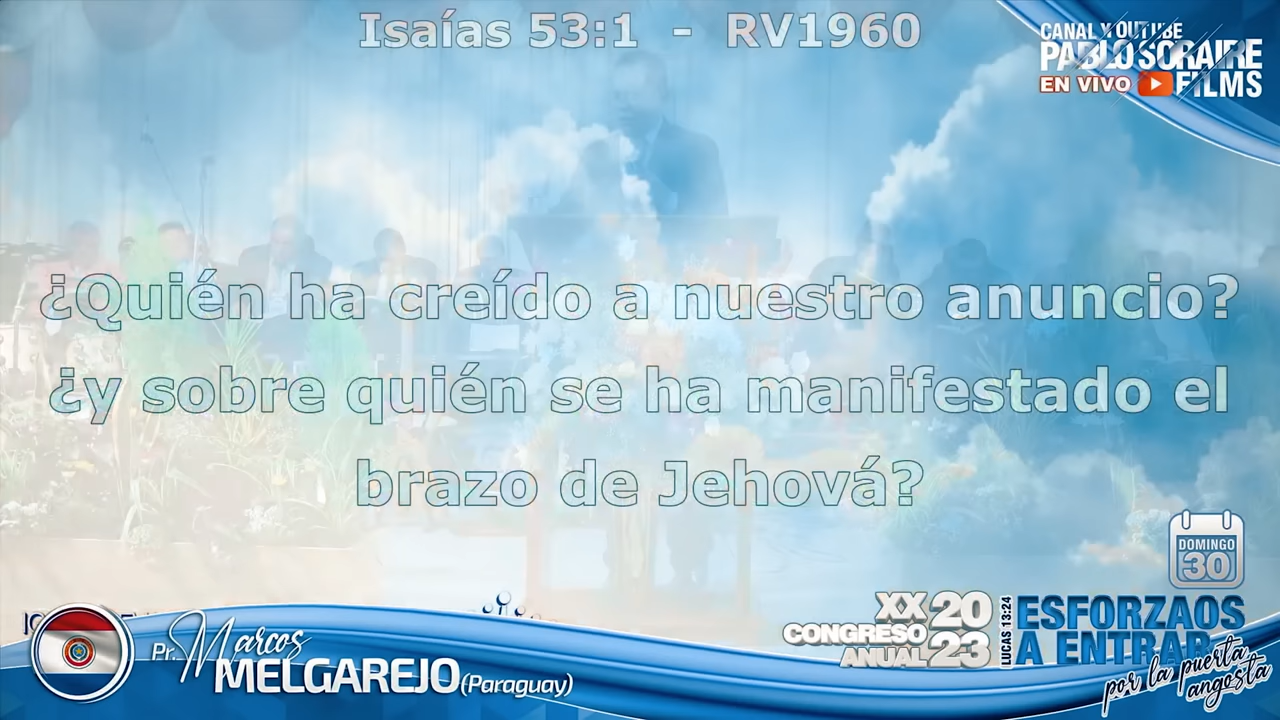 Isaías 53:1 - RV1960
CANAL YOUTUBE
PABLO SORAIRE
EN VIVO FILMS
¿Quién ha creído a nuestro anuncio?
¿y sobre quién se ha manifestado el
brazo de Jehová?
DOMINGO
30
Pr. Marcos
MELGAREJO (Paraguay)
XX 20
CONGRESO
ANUAL 23
LUCAS 13:24
ESFORZAOS
A ENTRAR
por la puerta
angosta